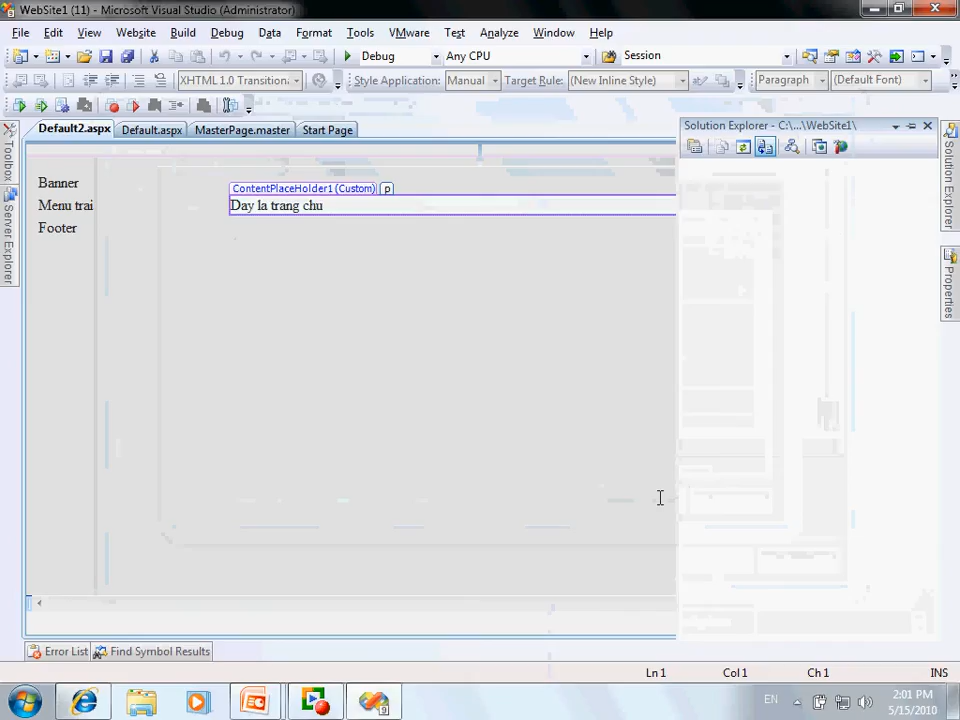 WebSite1 (11) - Microsoft Visual Studio (Administrator)
File Edit View Website Build Debug Data Format Tools VMware Test Analyze Window Help
Debug Any CPU Session
XHTML 1.0 Transition Style Application: Manual Target Rule: (New Inline Style) Paragraph (Default Font)
Default2.aspx Default.aspx MasterPage.master Start Page
Solution Explorer - C:\...\WebSite1\
Toolbox
Server Explorer
Solution Explorer
Properties
Banner
ContentPlaceHolder1 (Custom) p
Menu trai Day la trang chu
Footer
Error List Find Symbol Results
Ln 1 Col 1 Ch 1 INS
EN 2:01 PM
5/15/2010